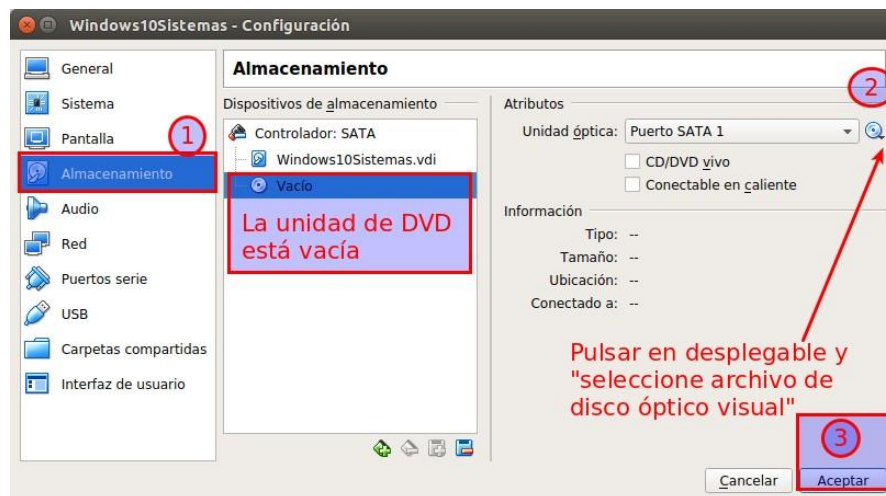 Windows10Sistemas - Configuración
General
Sistema
Pantalla
Almacenamiento
Audio
Red
Puertos serie
USB
Carpetas compartidas
Interfaz de usuario
1
Almacenamiento
Dispositivos de almacenamiento
Controlador: SATA
Windows10Sistemas.vdi
Vacío
La unidad de DVD
está vacía
Atributos
2
Unidad óptica: Puerto SATA 1
CD/DVD vivo
Conectable en caliente
Información
Tipo: --
Tamaño: --
Ubicación: --
Conectado a: --
Pulsar en desplegable y
"seleccione archivo de
disco óptico visual"
3
Cancelar
Aceptar